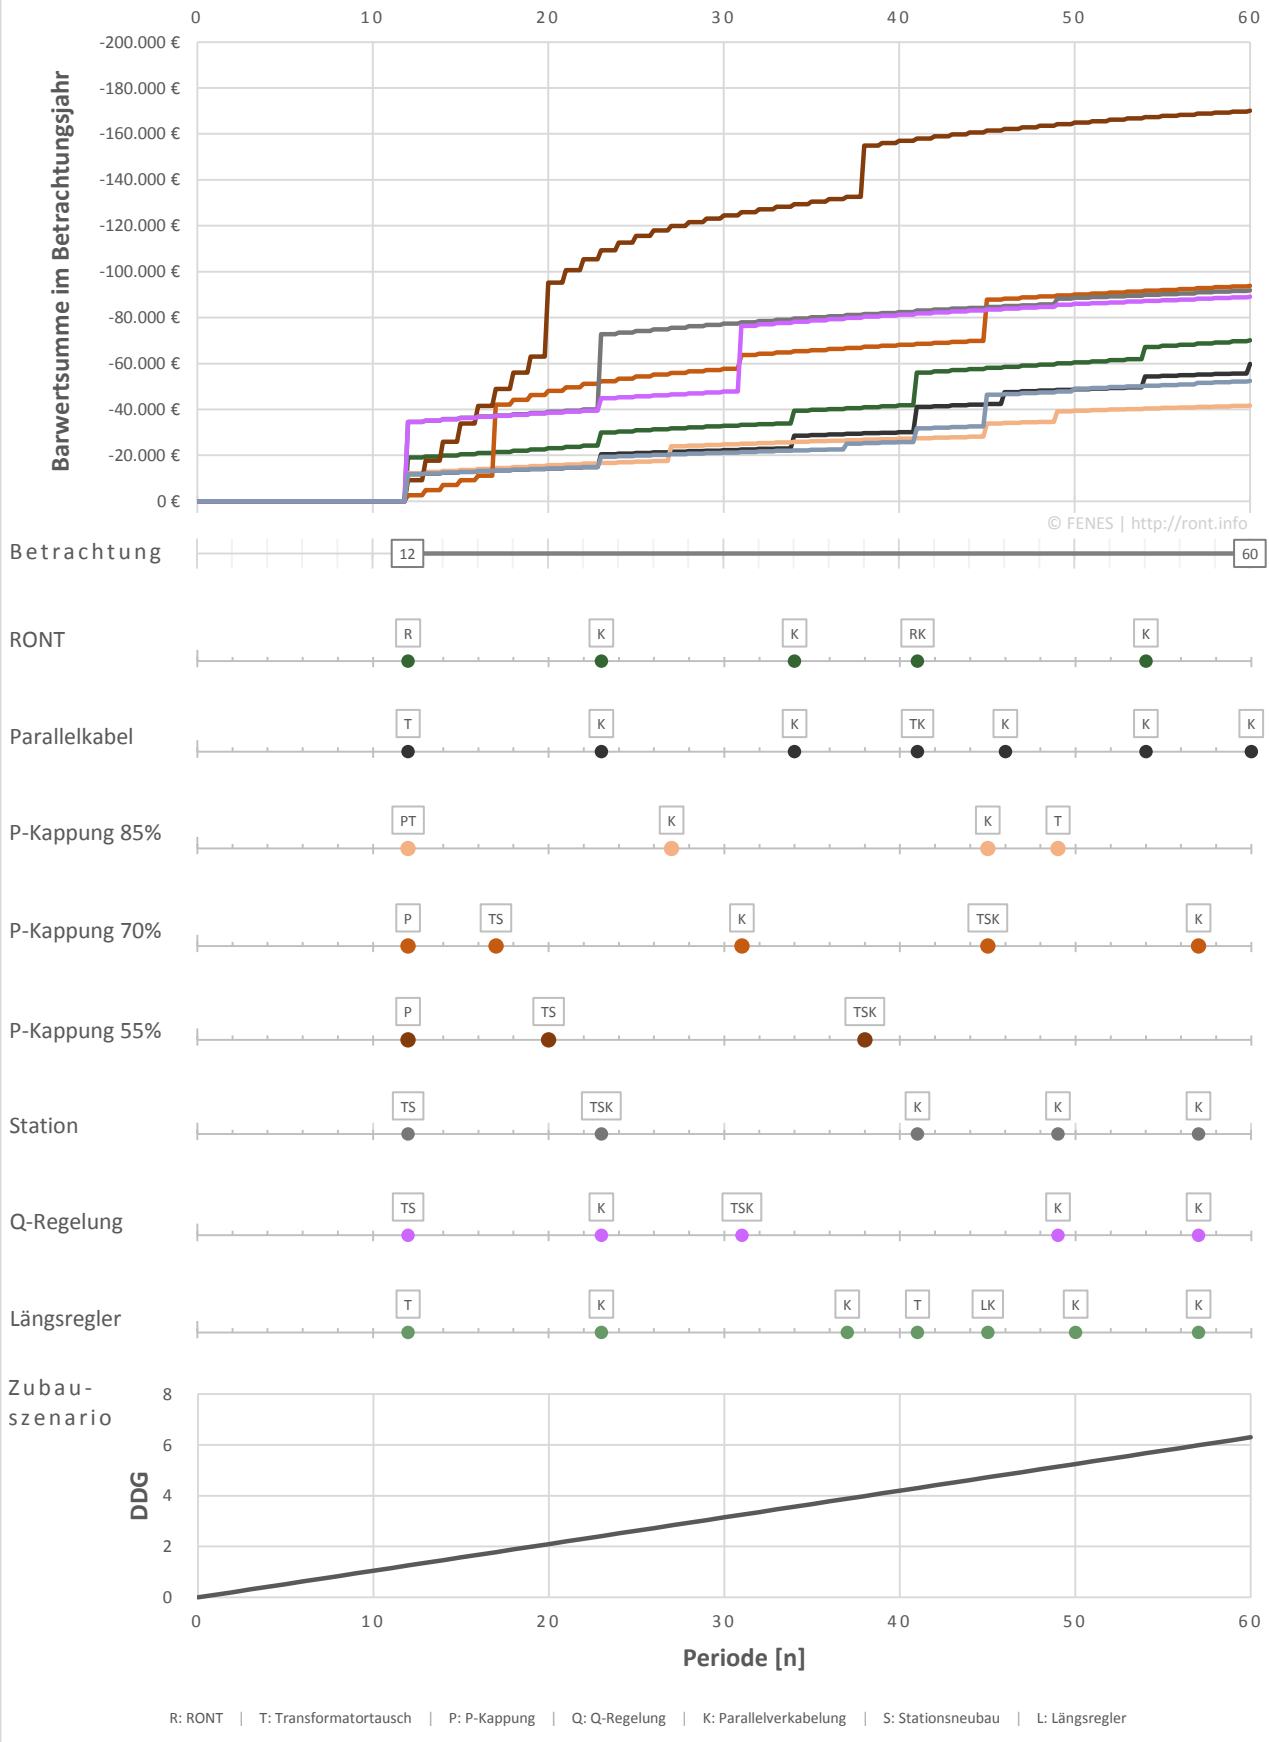 0 10 20 30 40 50 60
Barwertsumme im Betrachtungsjahr
-200.000 €
-180.000 €
-160.000 €
-140.000 €
-120.000 €
-100.000 €
-80.000 €
-60.000 €
-40.000 €
-20.000 €
0 €
© FENES | http://ront.info
Betrachtung 12 60
R K K RK K
RONT
T K K TK K K K
Parallelkabel
PT K K T
P-Kappung 85%
P TS K TSK K
P-Kappung 70%
P TS TSK
P-Kappung 55%
TS TSK K K K
Station
TS K TSK K K
Q-Regelung
T K K T LK K K
Längsregler
Zubau-
szenario
DDG
8
6
4
2
0
0 10 20 30 40 50 60
Periode [n]
R: RONT | T: Transformatortausch | P: P-Kappung | Q: Q-Regelung | K: Parallelverkabelung | S: Stationsneubau | L: Längsregler